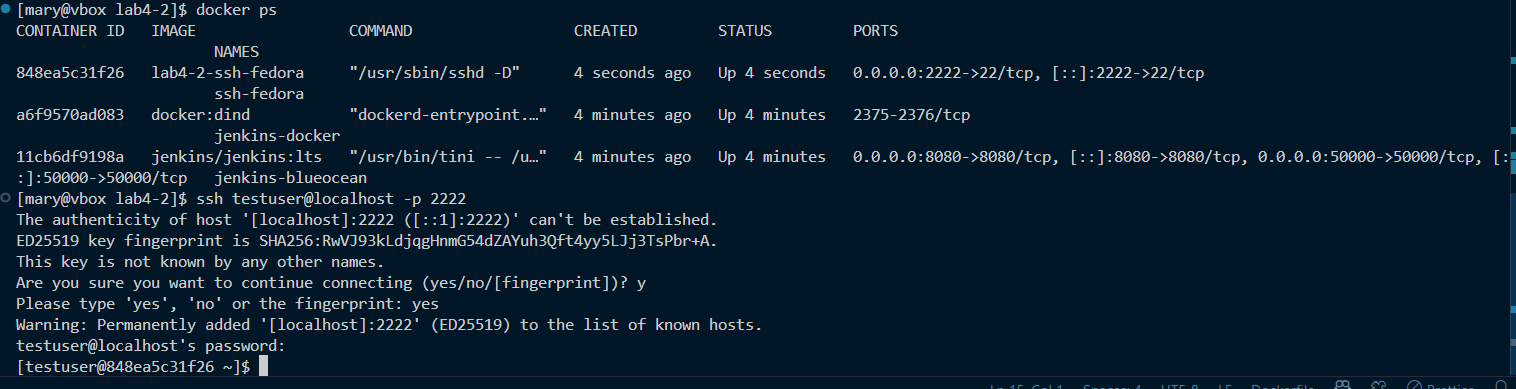 [mary@vbox lab4-2]$ docker ps
CONTAINER ID   IMAGE                 COMMAND                  CREATED         STATUS         PORTS
                     NAMES
848ea5c31f26   lab4-2-ssh-fedora     "/usr/sbin/sshd -D"      4 seconds ago   Up 4 seconds   0.0.0.0:2222->22/tcp, [::]:2222->22/tcp
                     ssh-fedora
a6f9570ad083   docker:dind           "dockerd-entrypoint.…"   4 minutes ago   Up 4 minutes   2375-2376/tcp
                     jenkins-docker
11cb6df9198a   jenkins/jenkins:lts   "/usr/bin/tini -- /u…"   4 minutes ago   Up 4 minutes   0.0.0.0:8080->8080/tcp, [::]:8080->8080/tcp, 0.0.0.0:50000->50000/tcp, [:
:]:50000->50000/tcp   jenkins-blueocean
[mary@vbox lab4-2]$ ssh testuser@localhost -p 2222
The authenticity of host '[localhost]:2222 ([::1]:2222)' can't be established.
ED25519 key fingerprint is SHA256:RwVJ93kLdjqgHnmG54dZAYuh3Qft4yy5LJj3TsPbr+A.
This key is not known by any other names.
Are you sure you want to continue connecting (yes/no/[fingerprint])? y
Please type 'yes', 'no' or the fingerprint: yes
Warning: Permanently added '[localhost]:2222' (ED25519) to the list of known hosts.
testuser@localhost's password:
[testuser@848ea5c31f26 ~]$